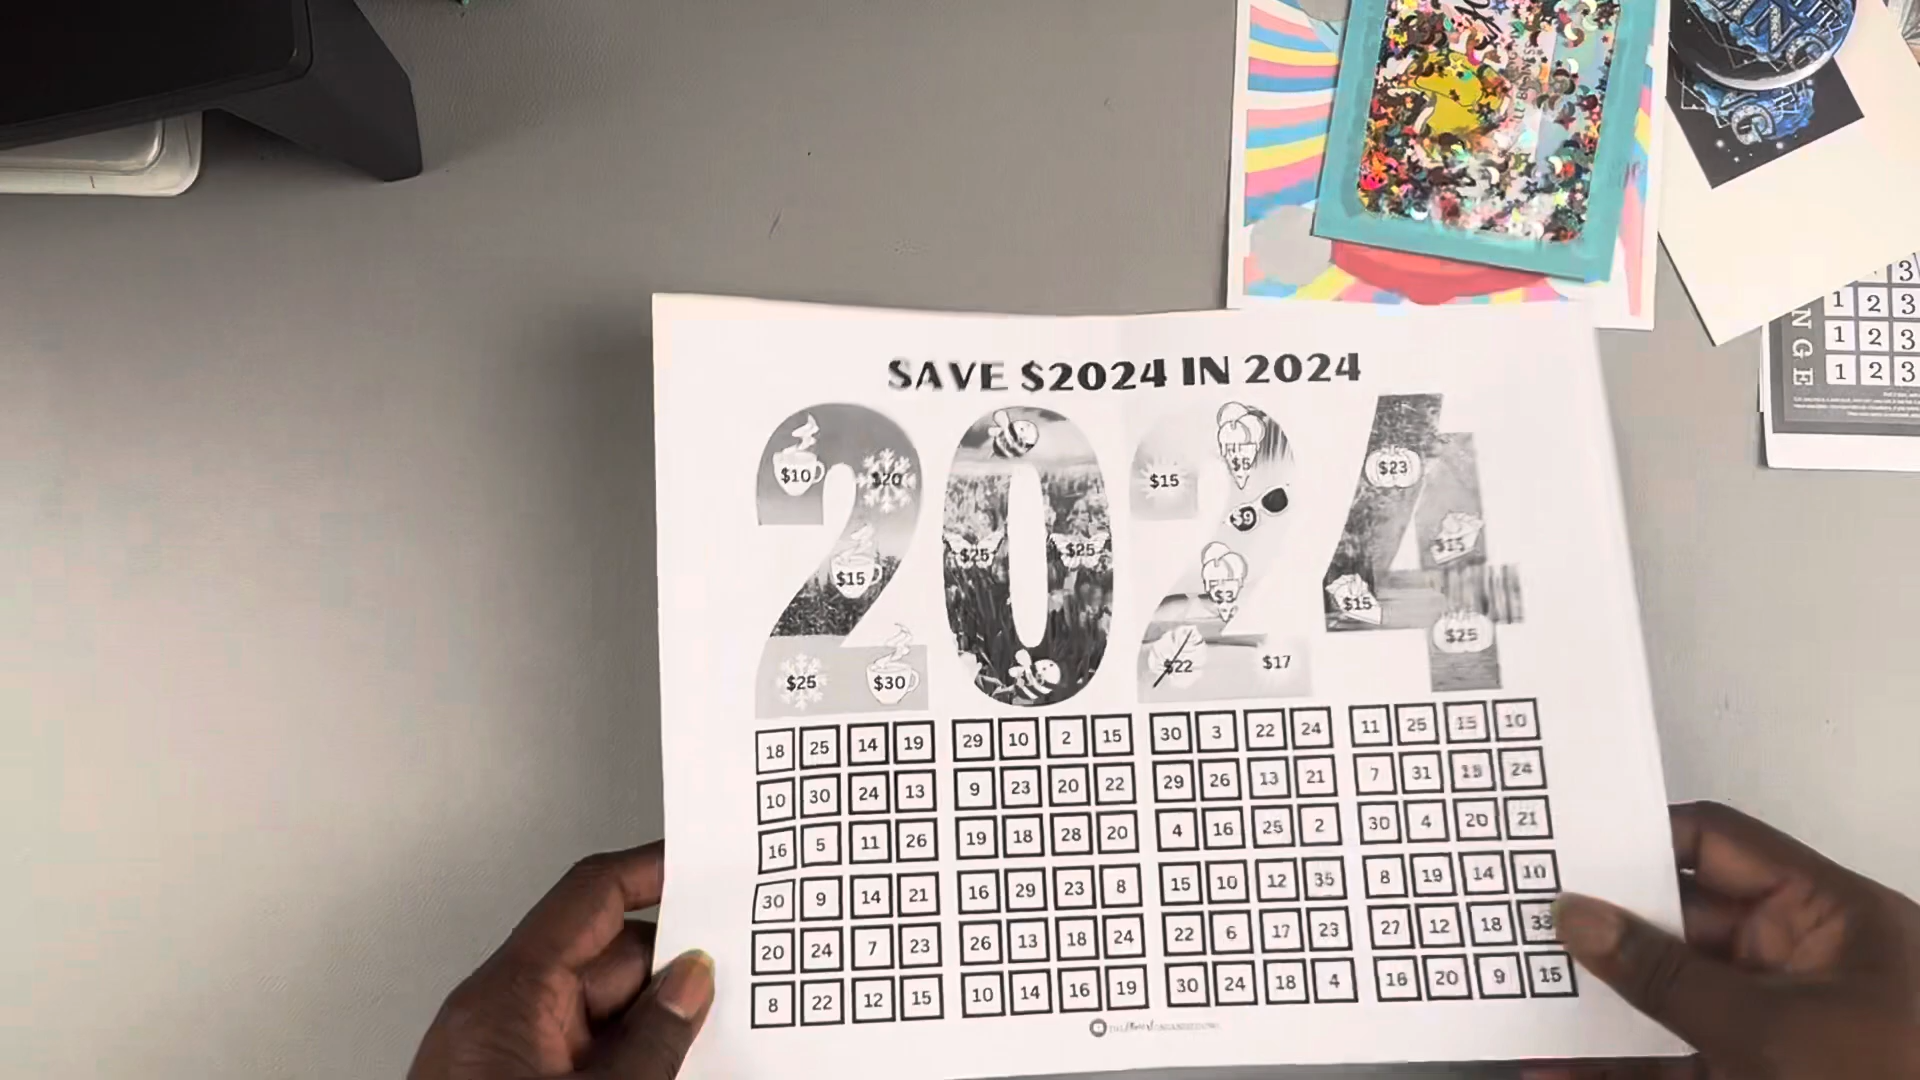 SAVE $2024 IN 2024
$10 $20 $15 $25 $30
$25 $25
$15 $5 $9 $3 $22 $17
$23 $15 $15 $25
18 25 14 19 29 10 2 15 30 3 22 24 11 25 15 10
10 30 24 13 9 23 20 22 29 26 13 21 7 31 24
16 5 11 26 19 18 28 20 4 16 25 2 30 4 20 21
30 9 14 21 16 29 23 8 15 10 12 35 8 19 14 10
20 24 7 23 26 13 18 24 22 6 17 23 27 12 18 33
8 22 12 15 10 14 16 19 30 24 18 4 16 20 9 15
3
N 1 2 3
G 1 2 3
E 1 2 3